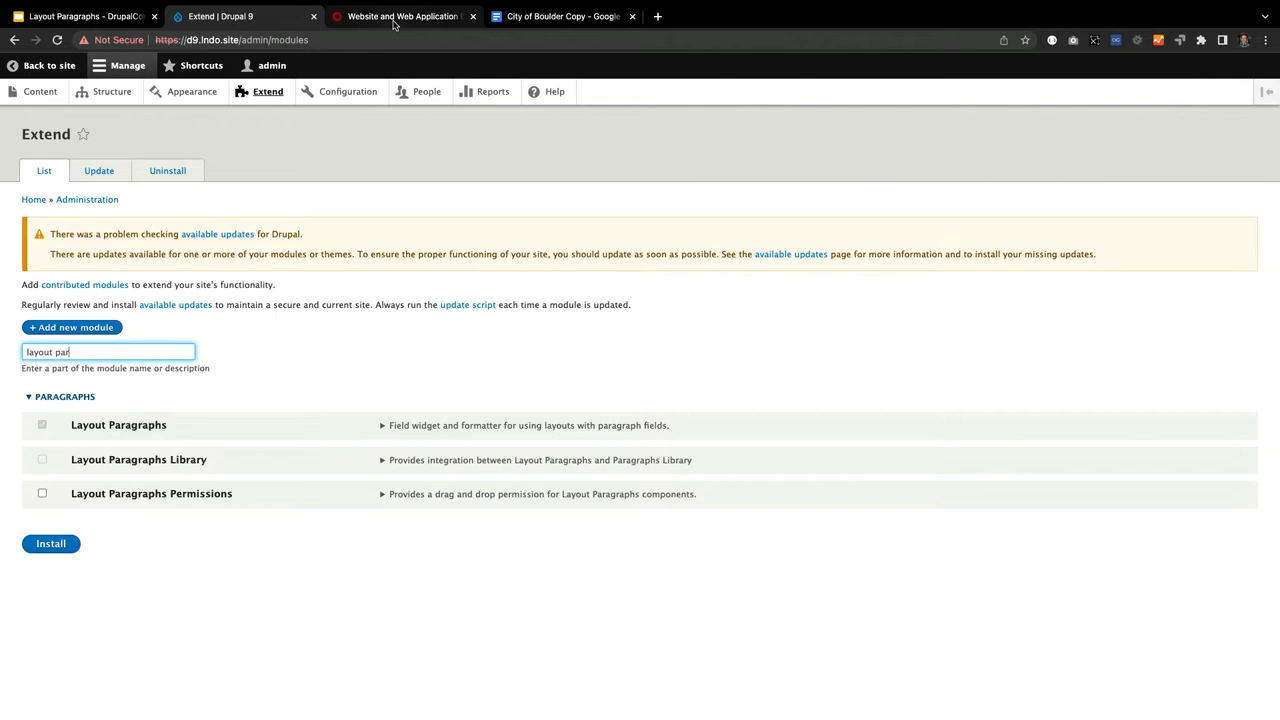 Layout Paragraphs - DrupalCo
Extend | Drupal 9
Website and Web Application
City of Boulder Copy - Google
Not Secure
https://d9.lndo.site/admin/modules
Back to site
Manage
Shortcuts
admin
Content
Structure
Appearance
Extend
Configuration
People
Reports
Help
Extend
List
Update
Uninstall
Home » Administration
There was a problem checking available updates for Drupal.
There are updates available for one or more of your modules or themes. To ensure the proper functioning of your site, you should update as soon as possible. See the available updates page for more information and to install your missing updates.
Add contributed modules to extend your site's functionality.
Regularly review and install available updates to maintain a secure and current site. Always run the update script each time a module is updated.
+ Add new module
layout par
Enter a part of the module name or description
▼ PARAGRAPHS
Layout Paragraphs
► Field widget and formatter for using layouts with paragraph fields.
Layout Paragraphs Library
► Provides integration between Layout Paragraphs and Paragraphs Library
Layout Paragraphs Permissions
► Provides a drag and drop permission for Layout Paragraphs components.
Install